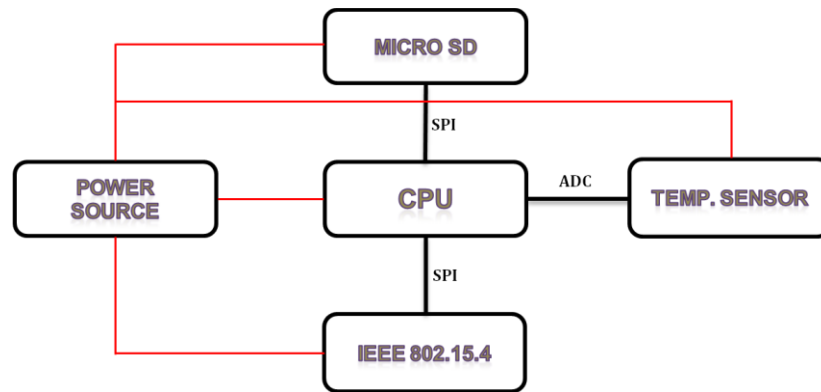 MICRO SD
SPI
POWER
SOURCE
CPU
ADC
TEMP. SENSOR
SPI
IEEE 802.15.4